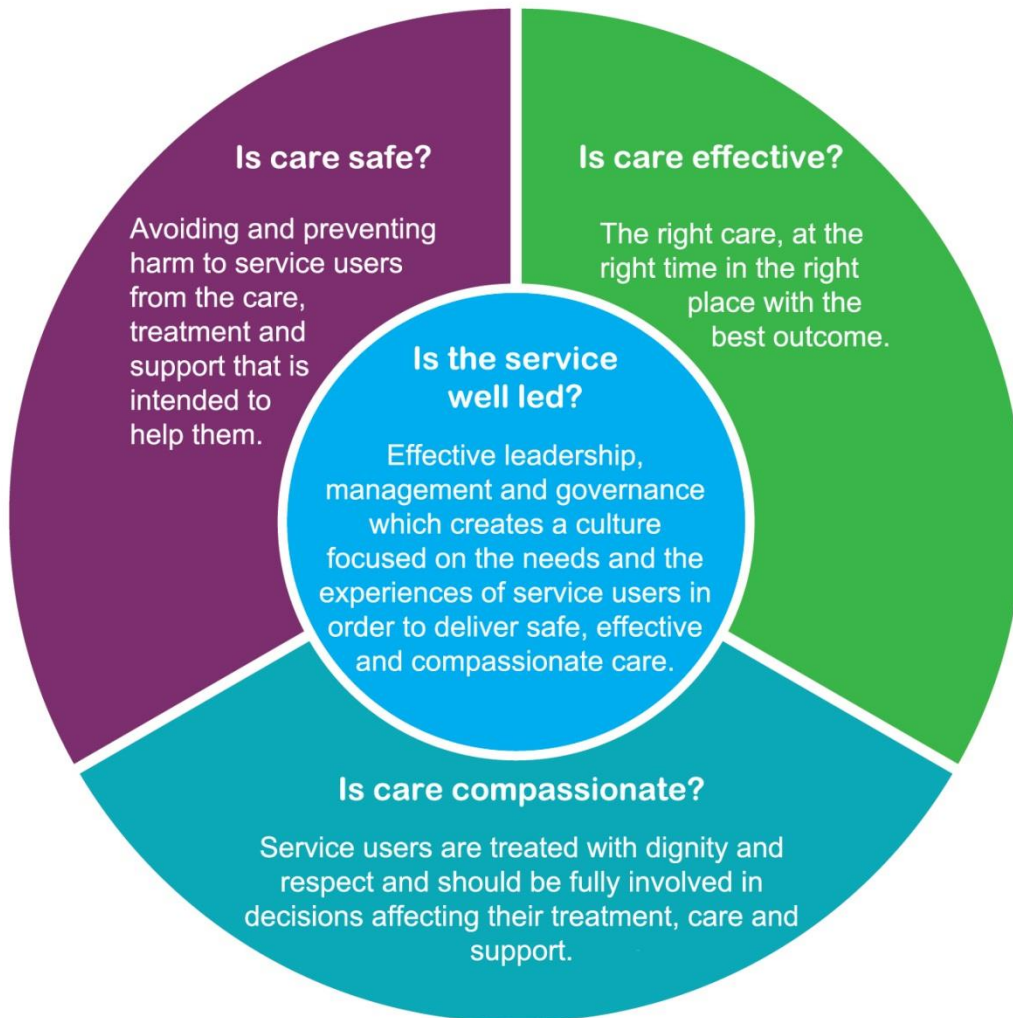 Is care safe?
Avoiding and preventing
harm to service users
from the care,
treatment and
support that is
intended to
help them.
Is care effective?
The right care, at the
right time in the right
place with the
best outcome.
Is the service
well led?
Effective leadership,
management and governance
which creates a culture
focused on the needs and the
experiences of service users in
order to deliver safe, effective
and compassionate care.
Is care compassionate?
Service users are treated with dignity and
respect and should be fully involved in
decisions affecting their treatment, care and
support.